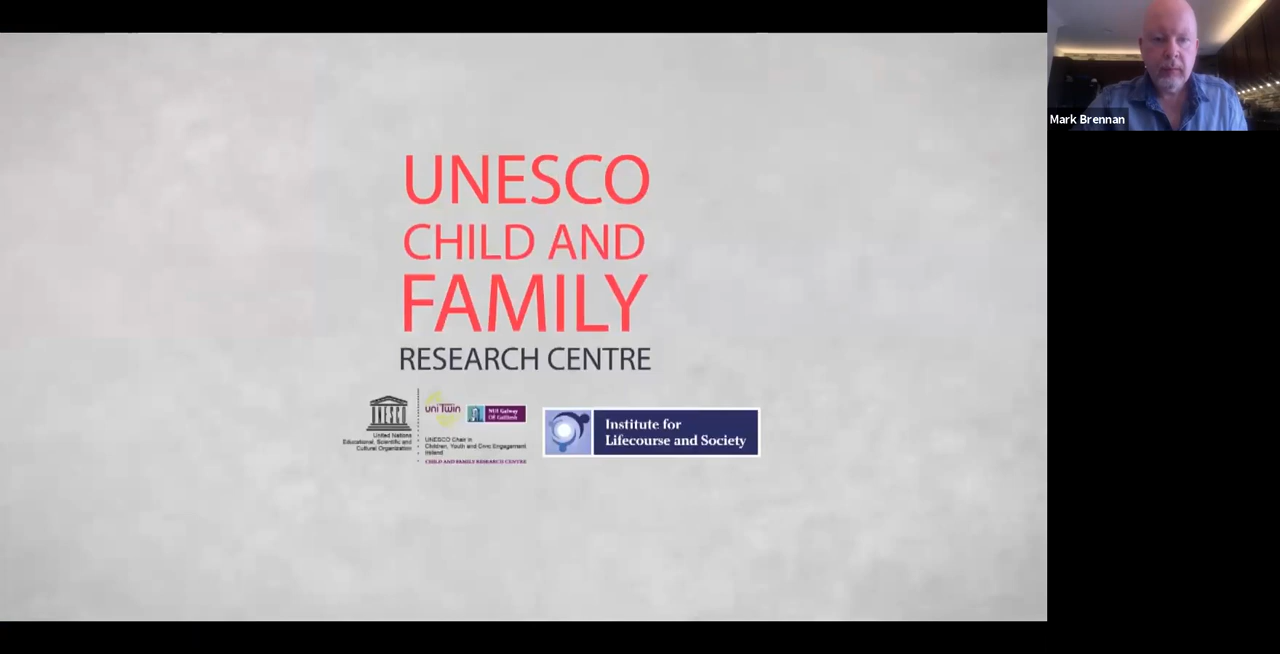 UNESCO
CHILD AND
FAMILY
RESEARCH CENTRE
UNESCO
United Nations
Educational, Scientific and
Cultural Organization
uniTwin
NUI Galway
OÉ Gaillimh
UNESCO Chair in
Children, Youth and Civic Engagement
Ireland
CHILD AND FAMILY RESEARCH CENTRE
Institute for
Lifecourse and Society
Mark Brennan